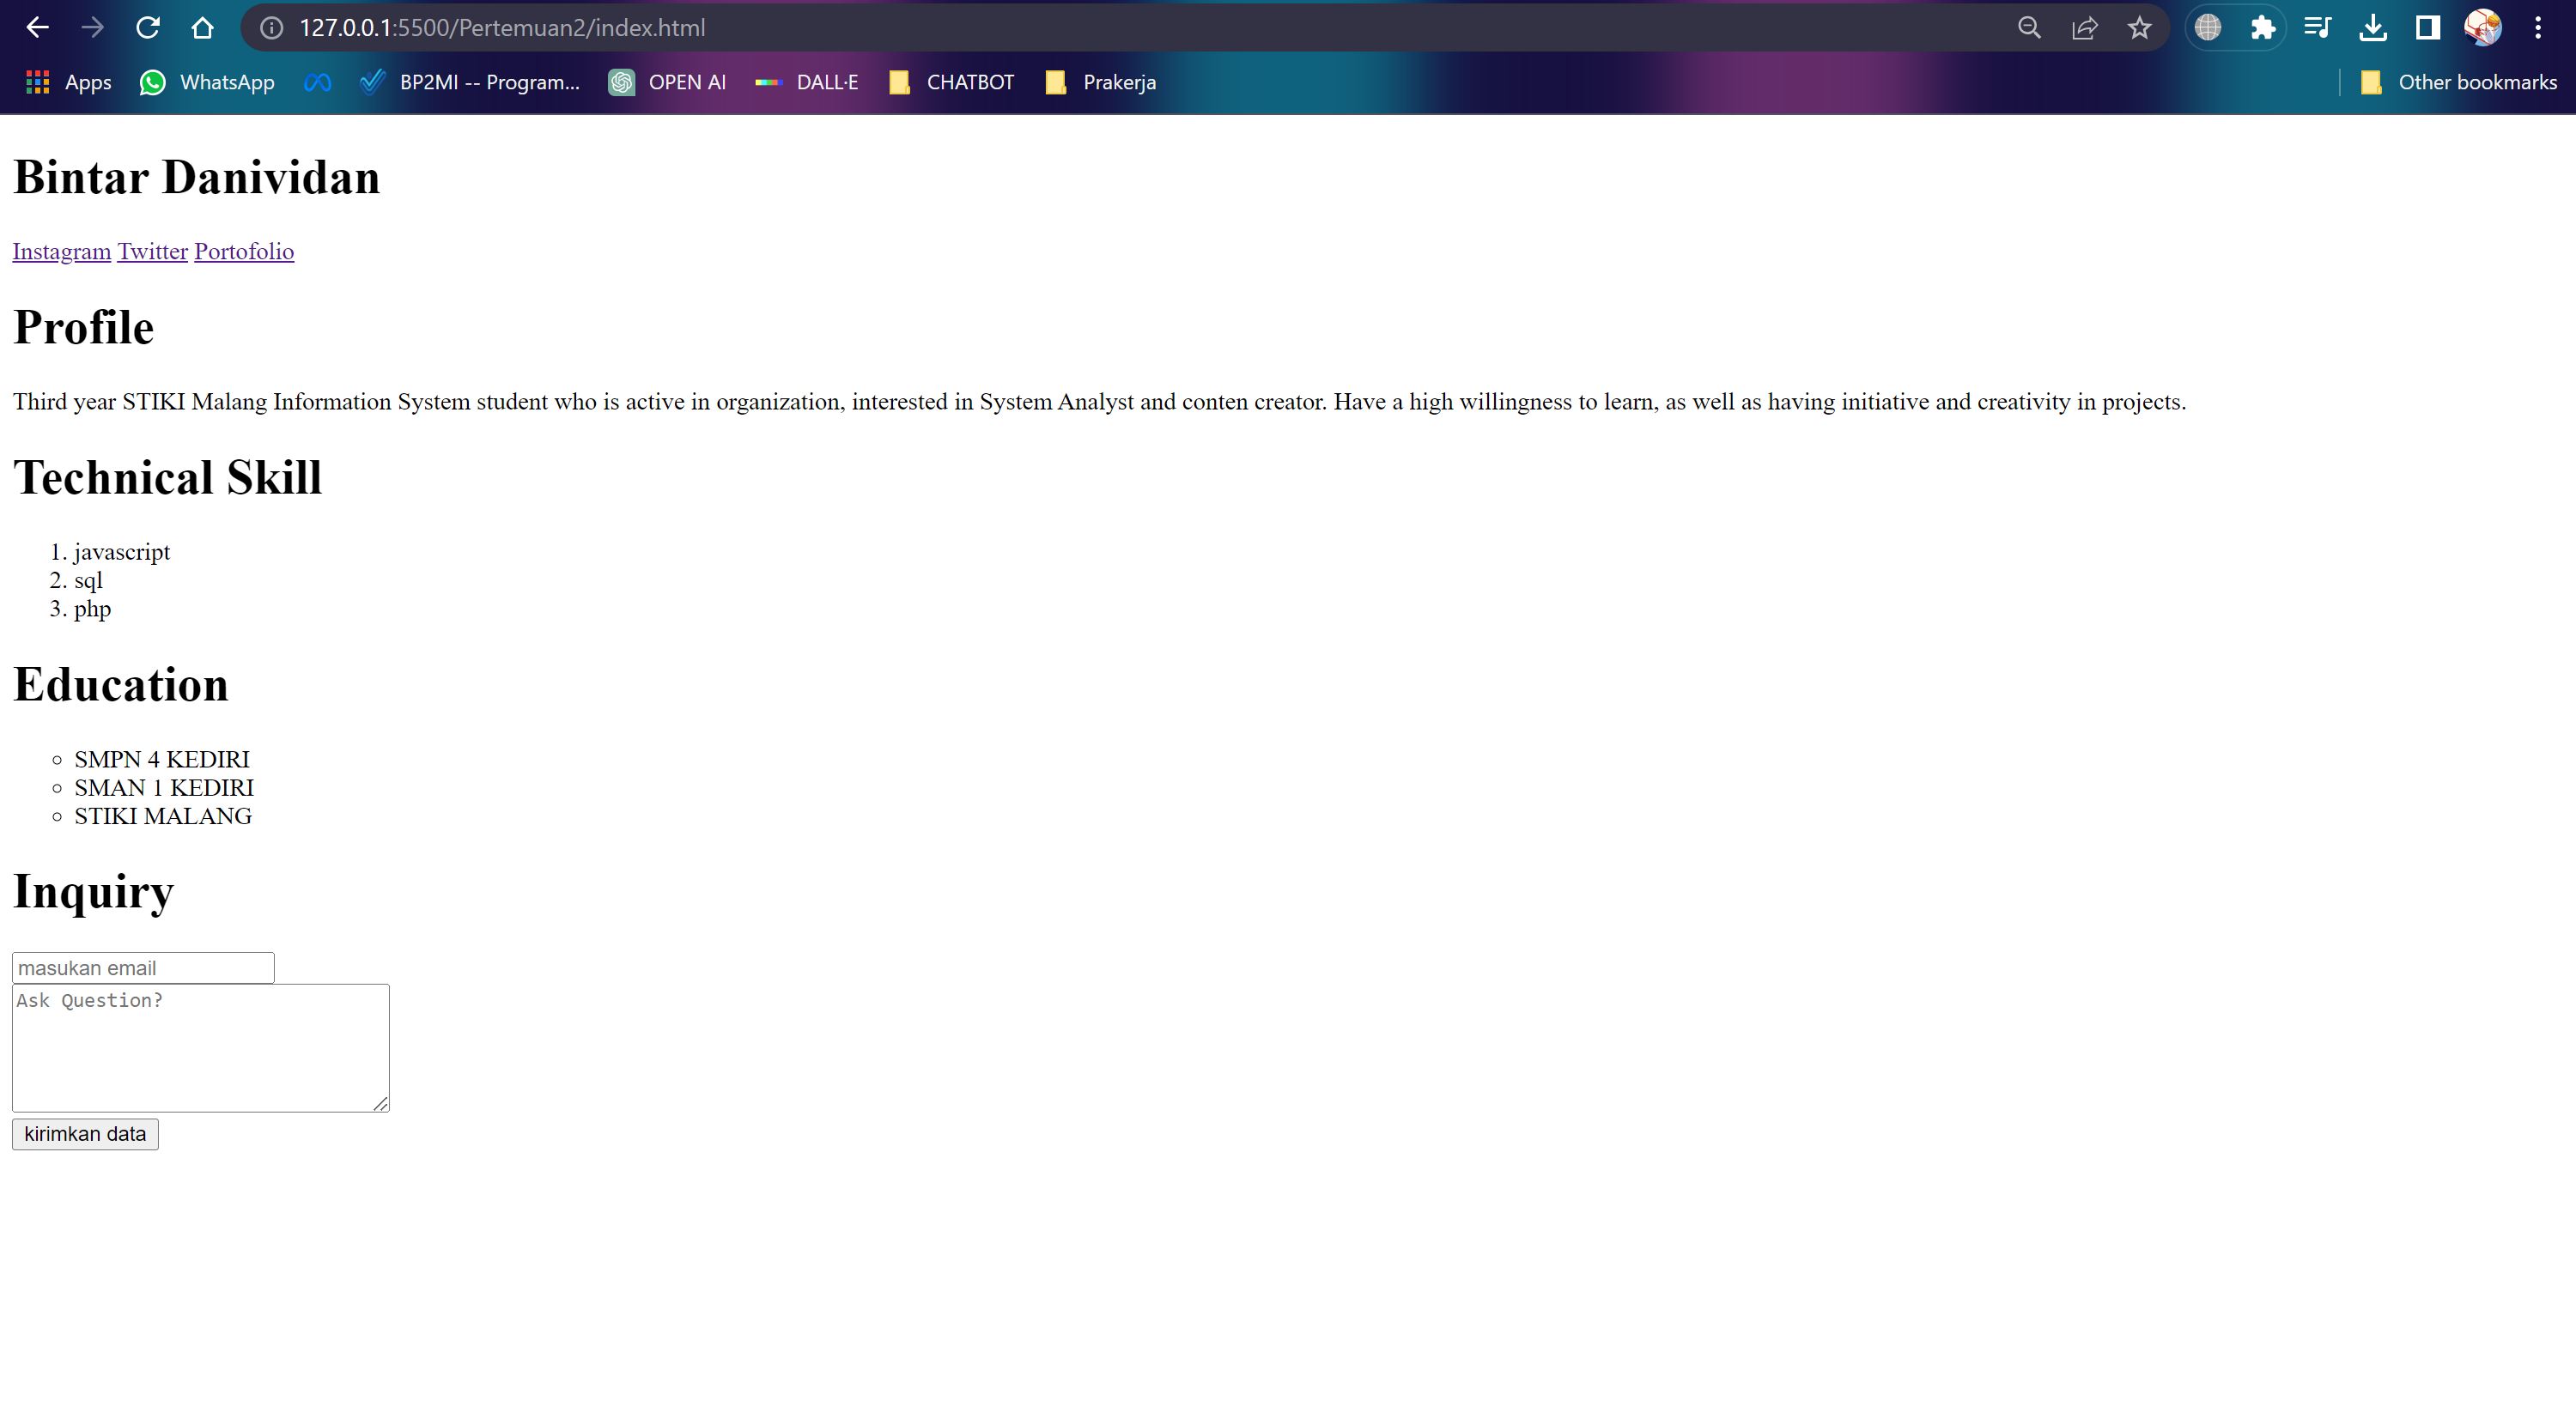 127.0.0.1:5500/Pertemuan2/index.html
Apps WhatsApp BP2MI -- Program... OPEN AI DALL·E CHATBOT Prakerja Other bookmarks
Bintar Danividan
Instagram Twitter Portofolio
Profile
Third year STIKI Malang Information System student who is active in organization, interested in System Analyst and conten creator. Have a high willingness to learn, as well as having initiative and creativity in projects.
Technical Skill
1. javascript
2. sql
3. php
Education
SMPN 4 KEDIRI
SMAN 1 KEDIRI
STIKI MALANG
Inquiry
masukan email
Ask Question?
kirimkan data